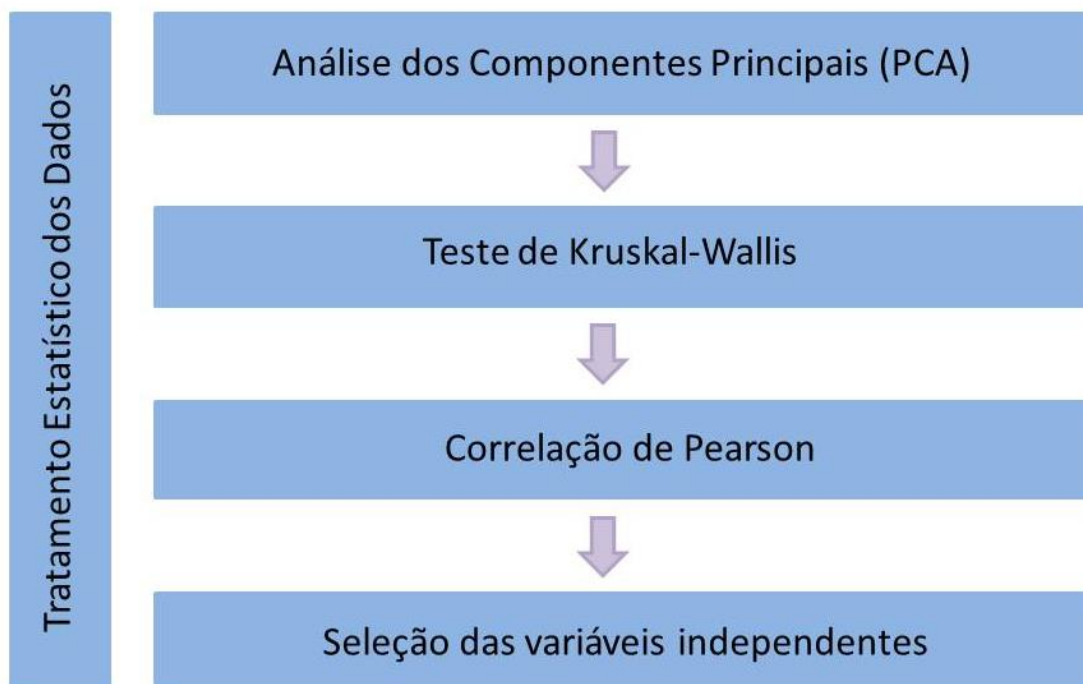 Tratamento Estatístico dos Dados
Análise dos Componentes Principais (PCA)
Teste de Kruskal-Wallis
Correlação de Pearson
Seleção das variáveis independentes